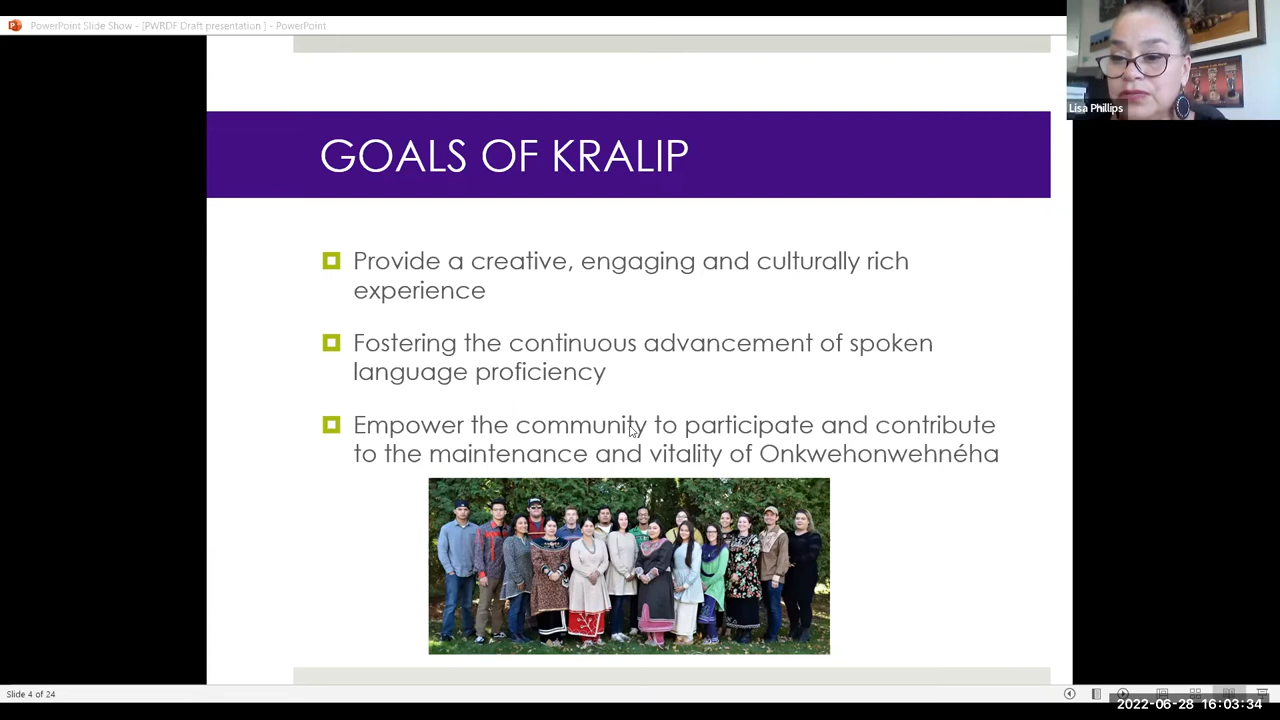 PowerPoint Slide Show - [PWRDF Draft presentation ] - PowerPoint
Lisa Phillips
GOALS OF KRALIP
Provide a creative, engaging and culturally rich
experience
Fostering the continuous advancement of spoken
language proficiency
Empower the community to participate and contribute
to the maintenance and vitality of Onkwehonwehnéha
Slide 4 of 24
2022-06-28 16:03:34